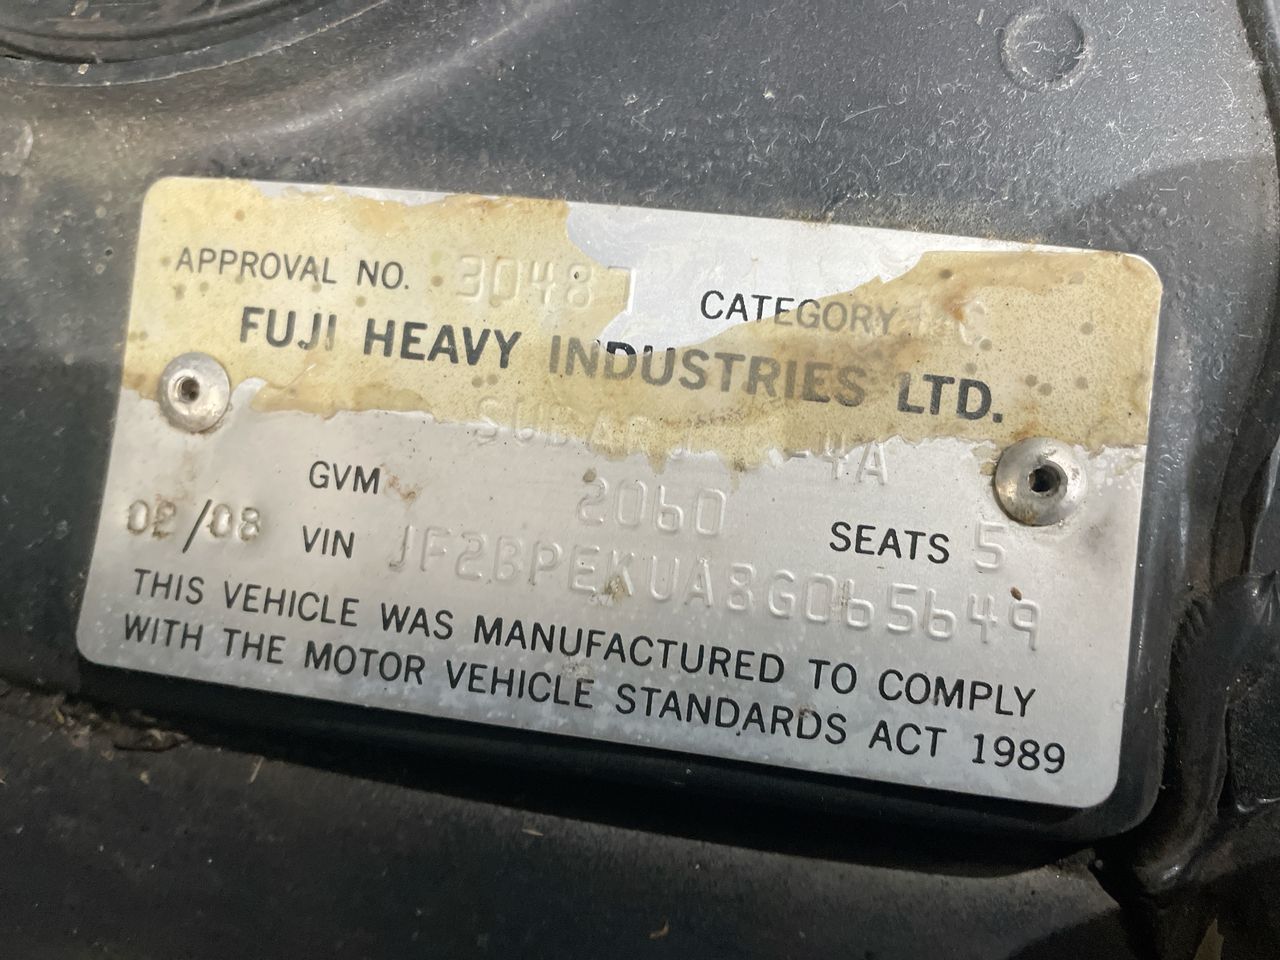 APPROVAL NO. 30487 CATEGORY
FUJI HEAVY INDUSTRIES LTD.
GVM 2060
02/08 VIN JF2BPEKUA8G065649 SEATS 5
THIS VEHICLE WAS MANUFACTURED TO COMPLY
WITH THE MOTOR VEHICLE STANDARDS ACT 1989